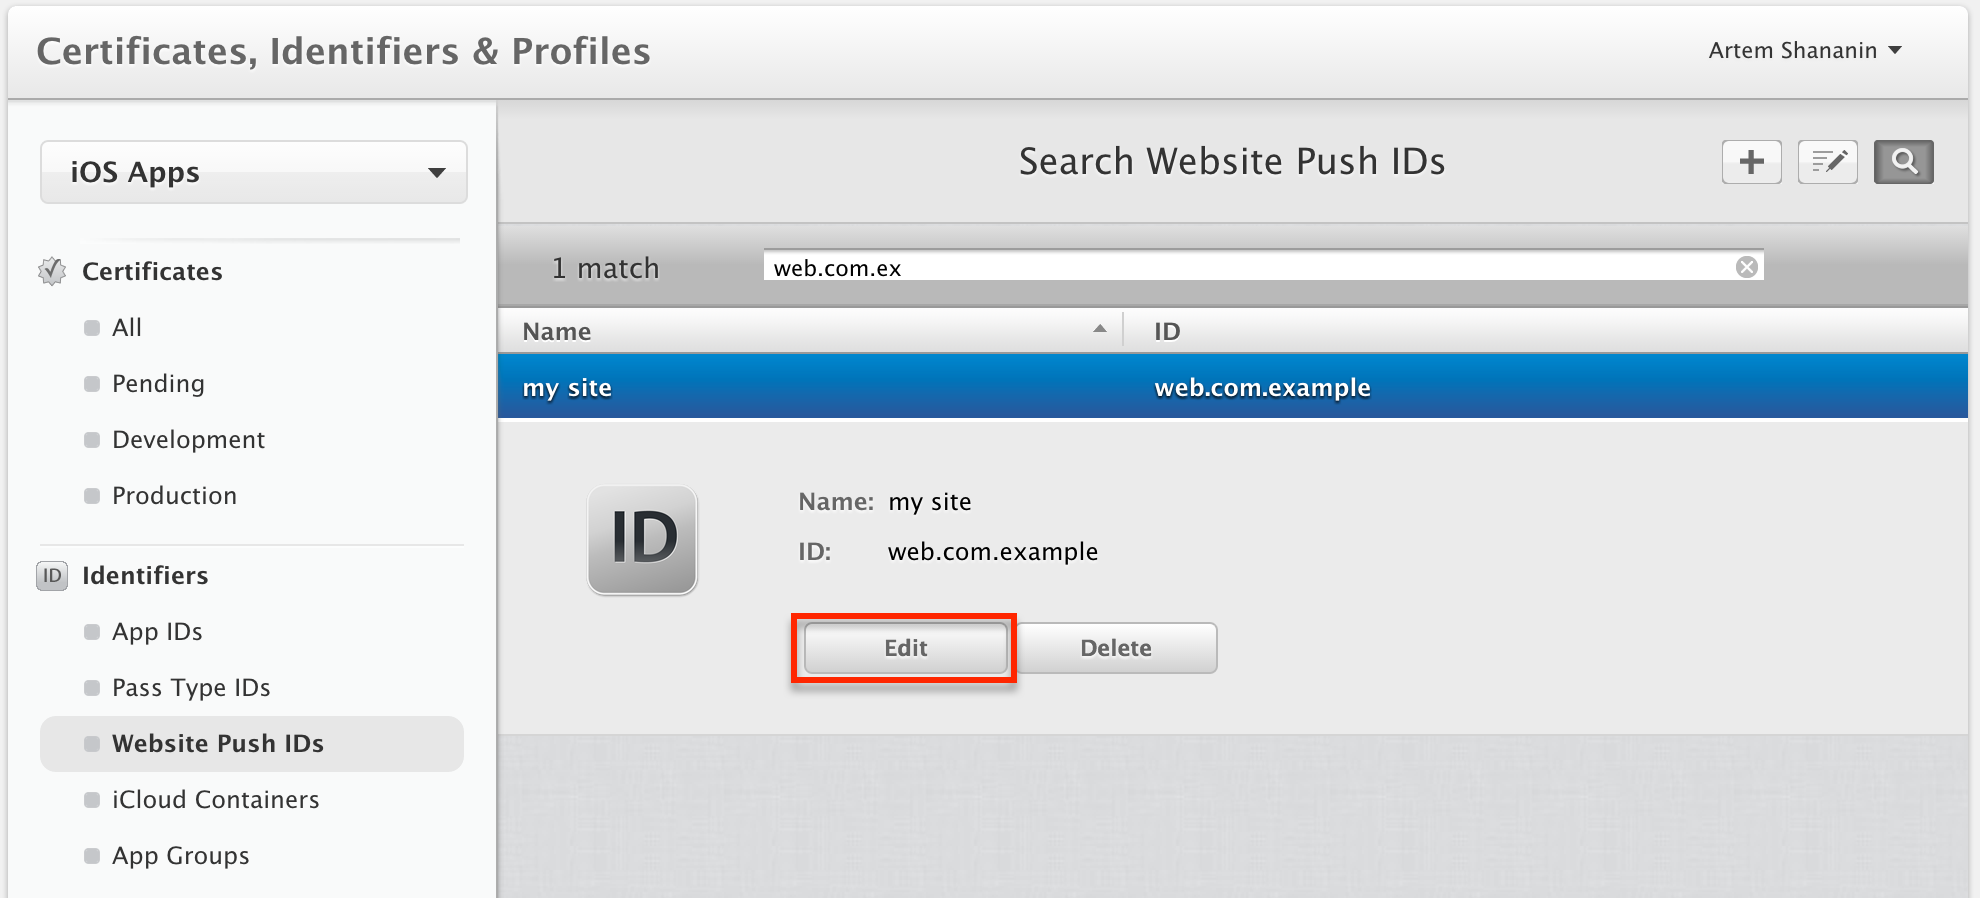 Certificates, Identifiers & Profiles
Artem Shananin
iOS Apps
Certificates
All
Pending
Development
Production
ID Identifiers
App IDs
Pass Type IDs
Website Push IDs
iCloud Containers
App Groups
Search Website Push IDs
1 match
web.com.ex
Name ID
my site web.com.example
ID
Name: my site
ID: web.com.example
Edit Delete